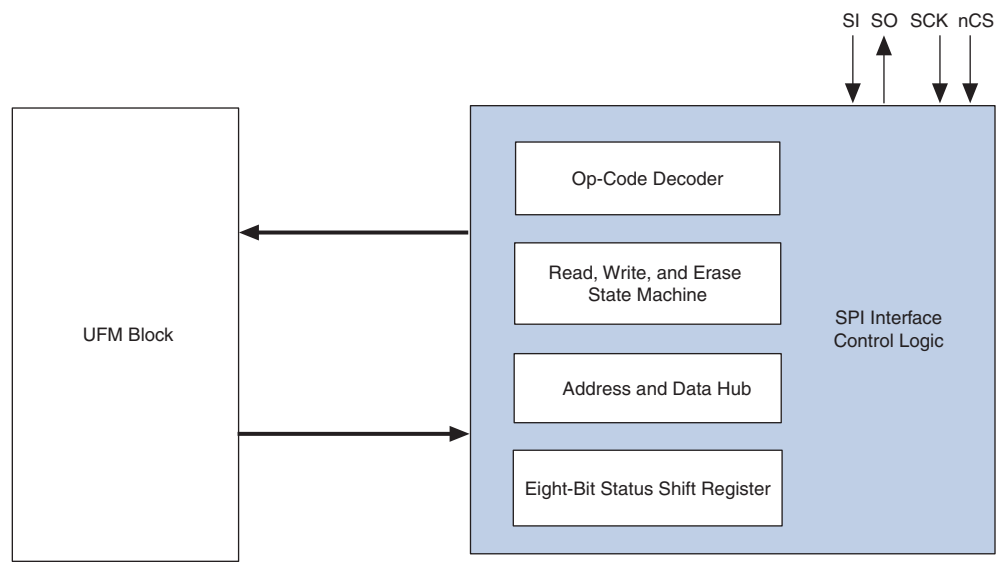 SI SO SCK nCS
Op-Code Decoder
Read, Write, and Erase
State Machine
UFM Block
SPI Interface
Control Logic
Address and Data Hub
Eight-Bit Status Shift Register